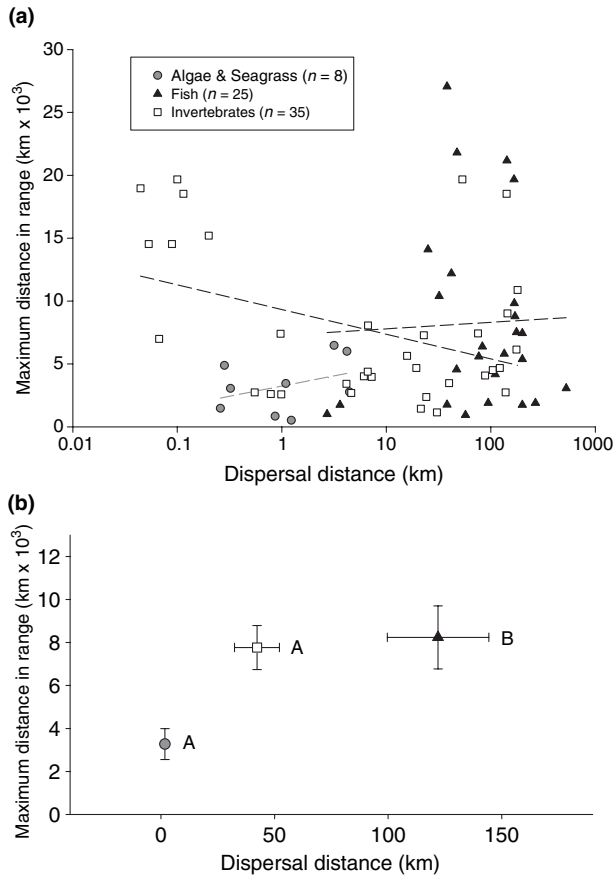 (a)
Maximum distance in range (km x 10³)
30
25
20
15
10
5
0
Algae & Seagrass (n = 8)
Fish (n = 25)
Invertebrates (n = 35)
0.01 0.1 1 10 100 1000
Dispersal distance (km)
(b)
Maximum distance in range (km x 10³)
12
10
8
6
4
2
0
A
A
B
0 50 100 150
Dispersal distance (km)